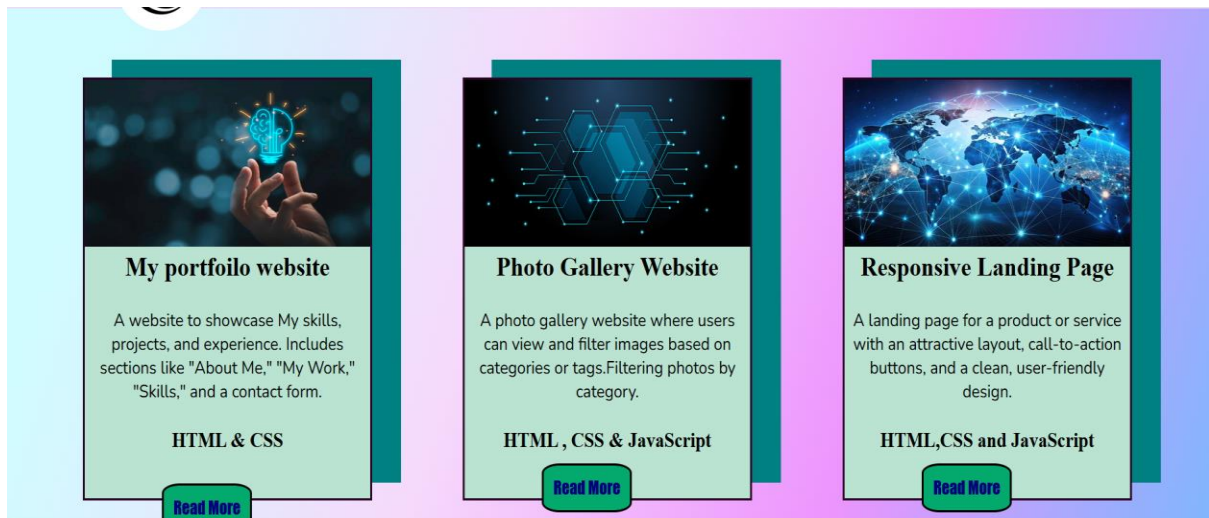 My portfoilo website
A website to showcase My skills,
projects, and experience. Includes
sections like "About Me," "My Work,"
"Skills," and a contact form.
HTML & CSS
Read More
Photo Gallery Website
A photo gallery website where users
can view and filter images based on
categories or tags.Filtering photos by
category.
HTML , CSS & JavaScript
Read More
Responsive Landing Page
A landing page for a product or service
with an attractive layout, call-to-action
buttons, and a clean, user-friendly
design.
HTML,CSS and JavaScript
Read More